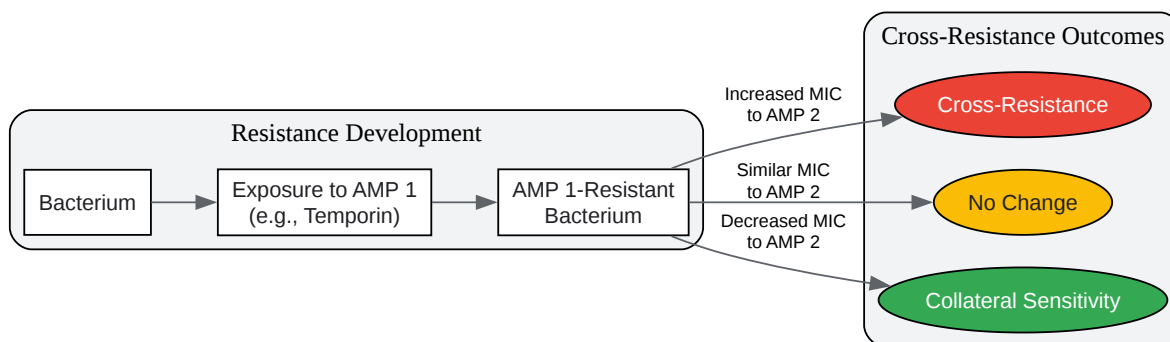 Cross-Resistance Outcomes
Resistance Development
Bacterium
Exposure to AMP 1
(e.g., Temporin)
AMP 1-Resistant
Bacterium
Increased MIC
to AMP 2
Similar MIC
to AMP 2
Decreased MIC
to AMP 2
Cross-Resistance
No Change
Collateral Sensitivity